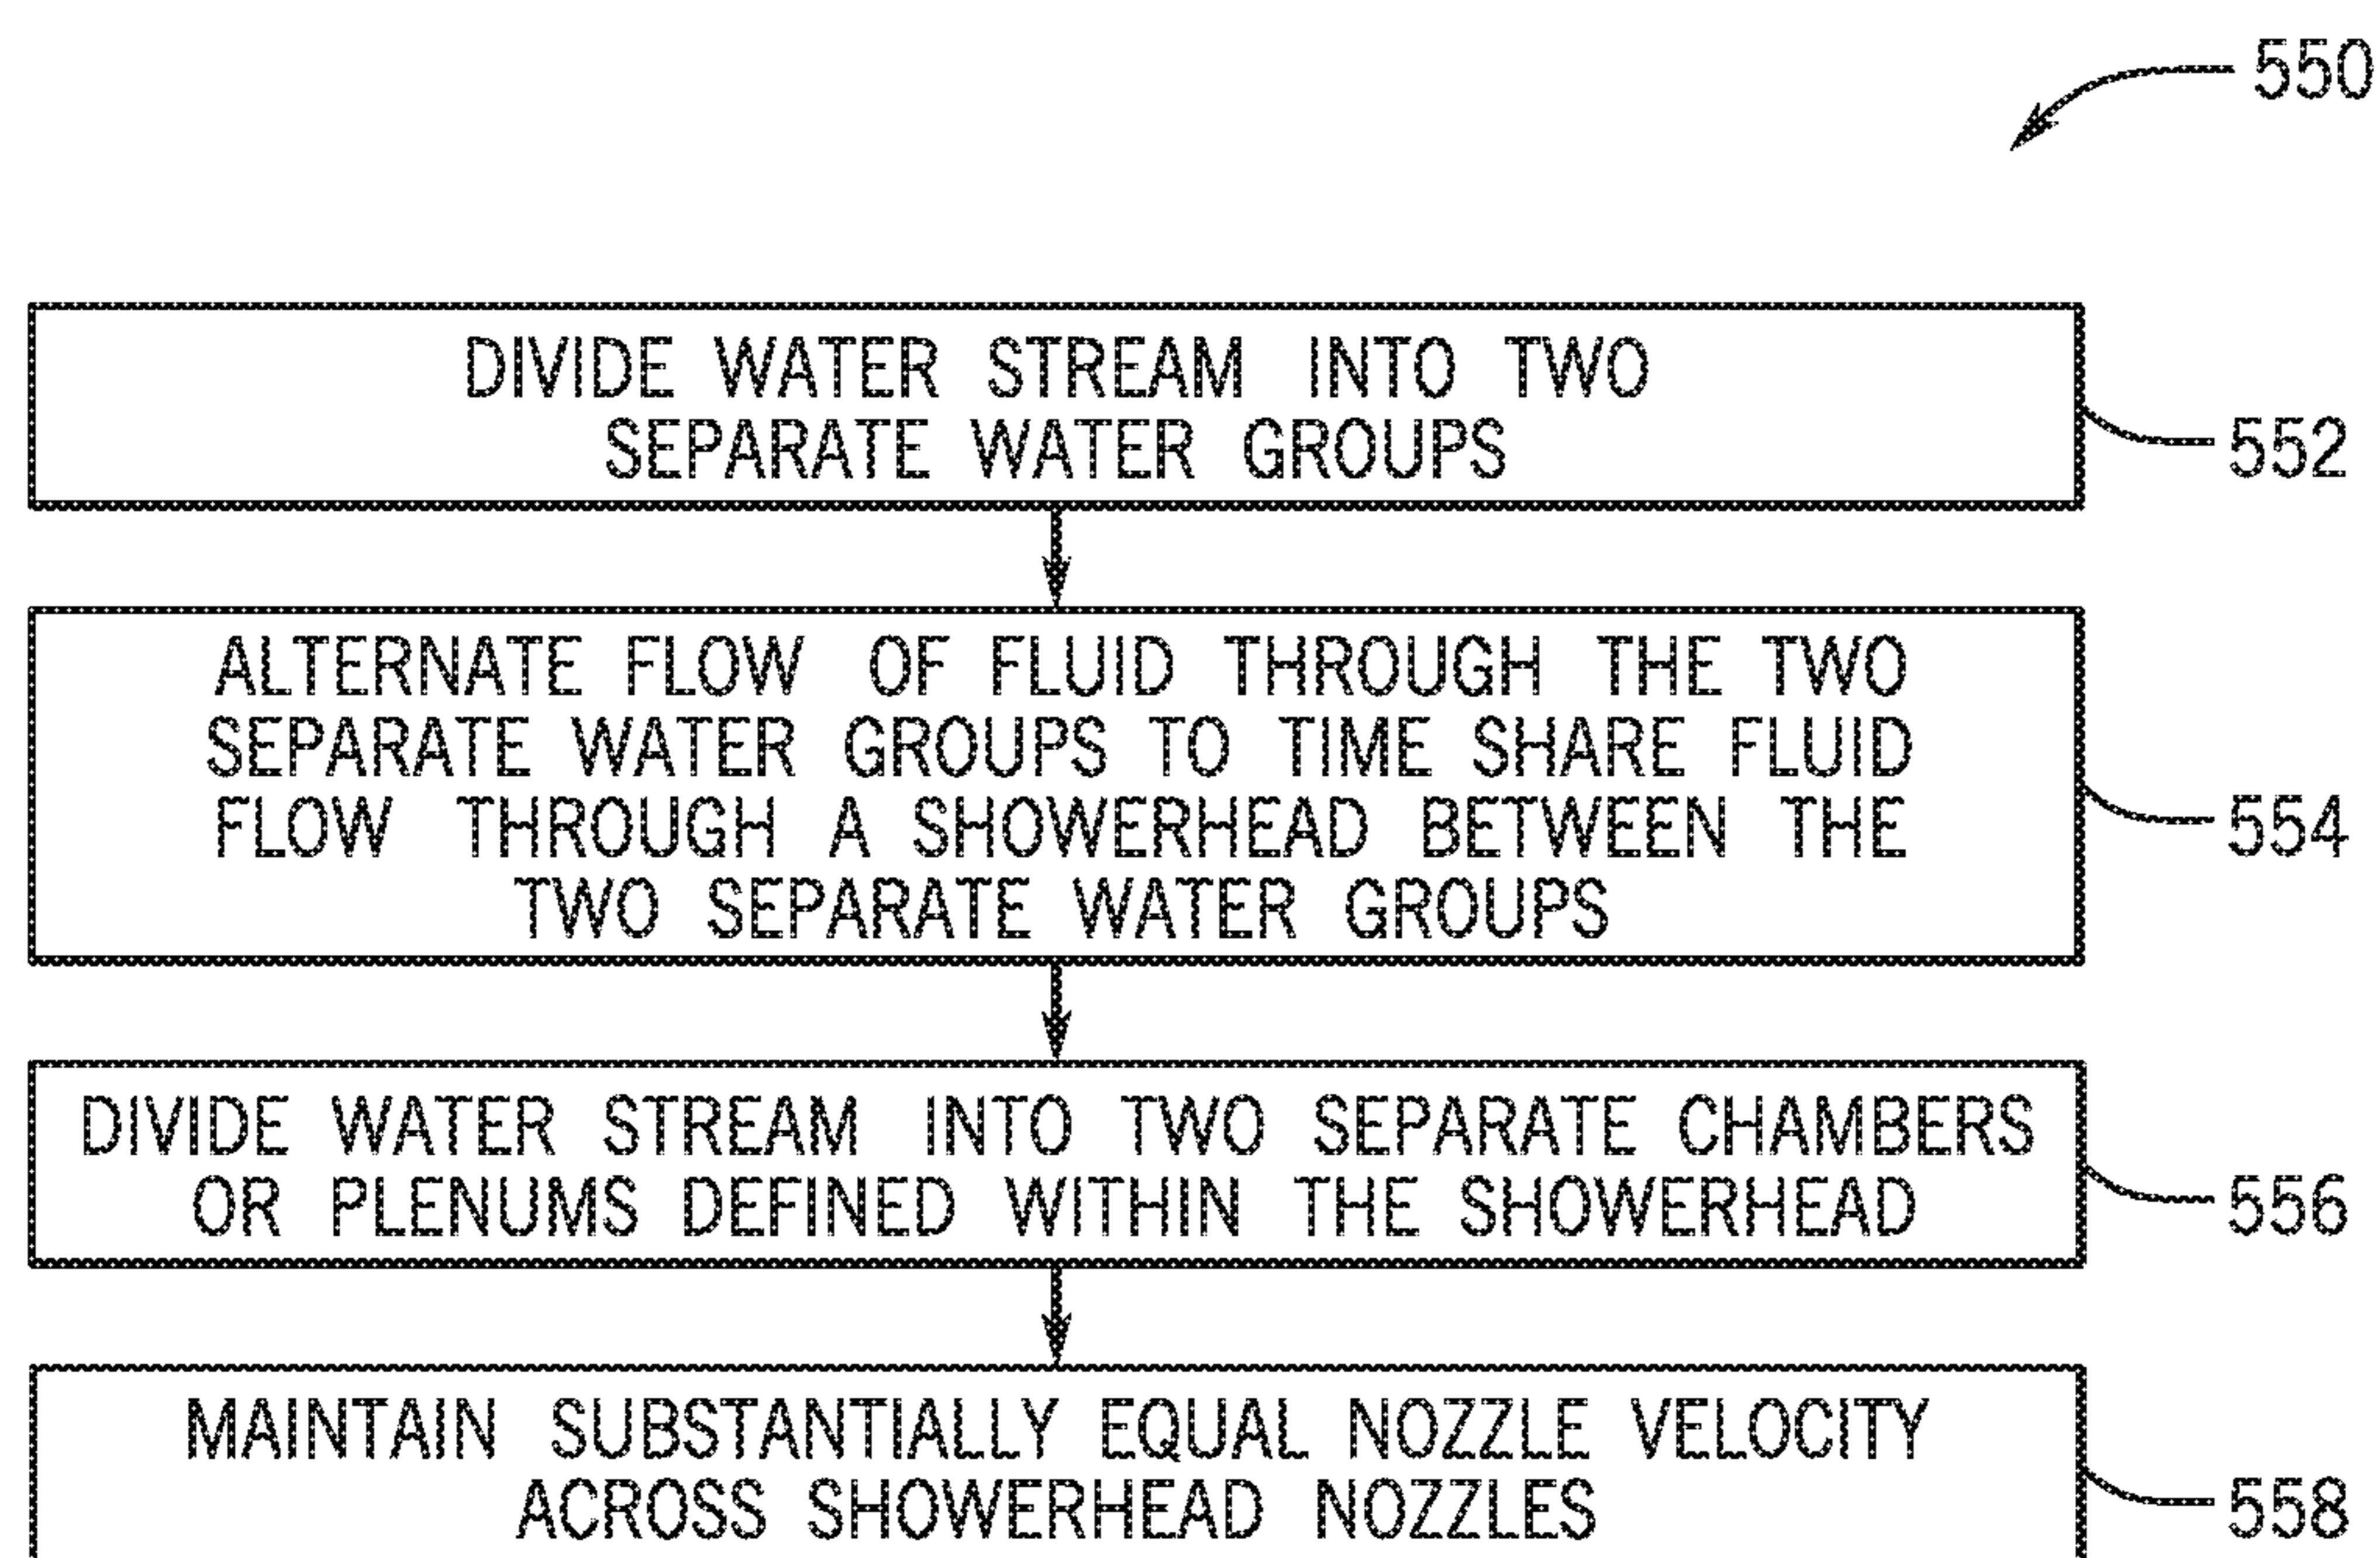 550
DIVIDE WATER STREAM INTO TWO
SEPARATE WATER GROUPS
552
ALTERNATE FLOW OF FLUID THROUGH THE TWO
SEPARATE WATER GROUPS TO TIME SHARE FLUID
FLOW THROUGH A SHOWERHEAD BETWEEN THE
TWO SEPARATE WATER GROUPS
554
DIVIDE WATER STREAM INTO TWO SEPARATE CHAMBERS
OR PLENUMS DEFINED WITHIN THE SHOWERHEAD
556
MAINTAIN SUBSTANTIALLY EQUAL NOZZLE VELOCITY
ACROSS SHOWERHEAD NOZZLES
558